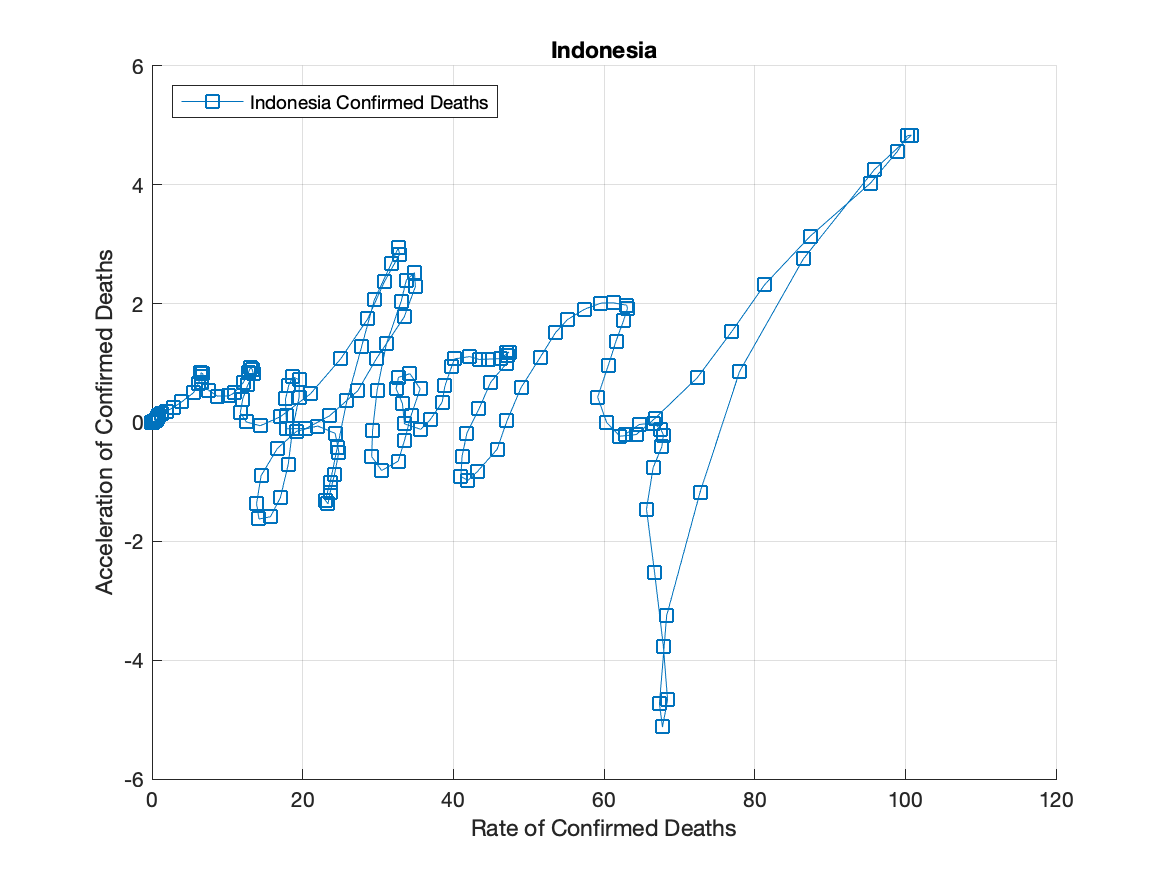 Indonesia
6
Indonesia Confirmed Deaths
4
2
0
-2
-4
-6
Acceleration of Confirmed Deaths
0 20 40 60 80 100 120
Rate of Confirmed Deaths